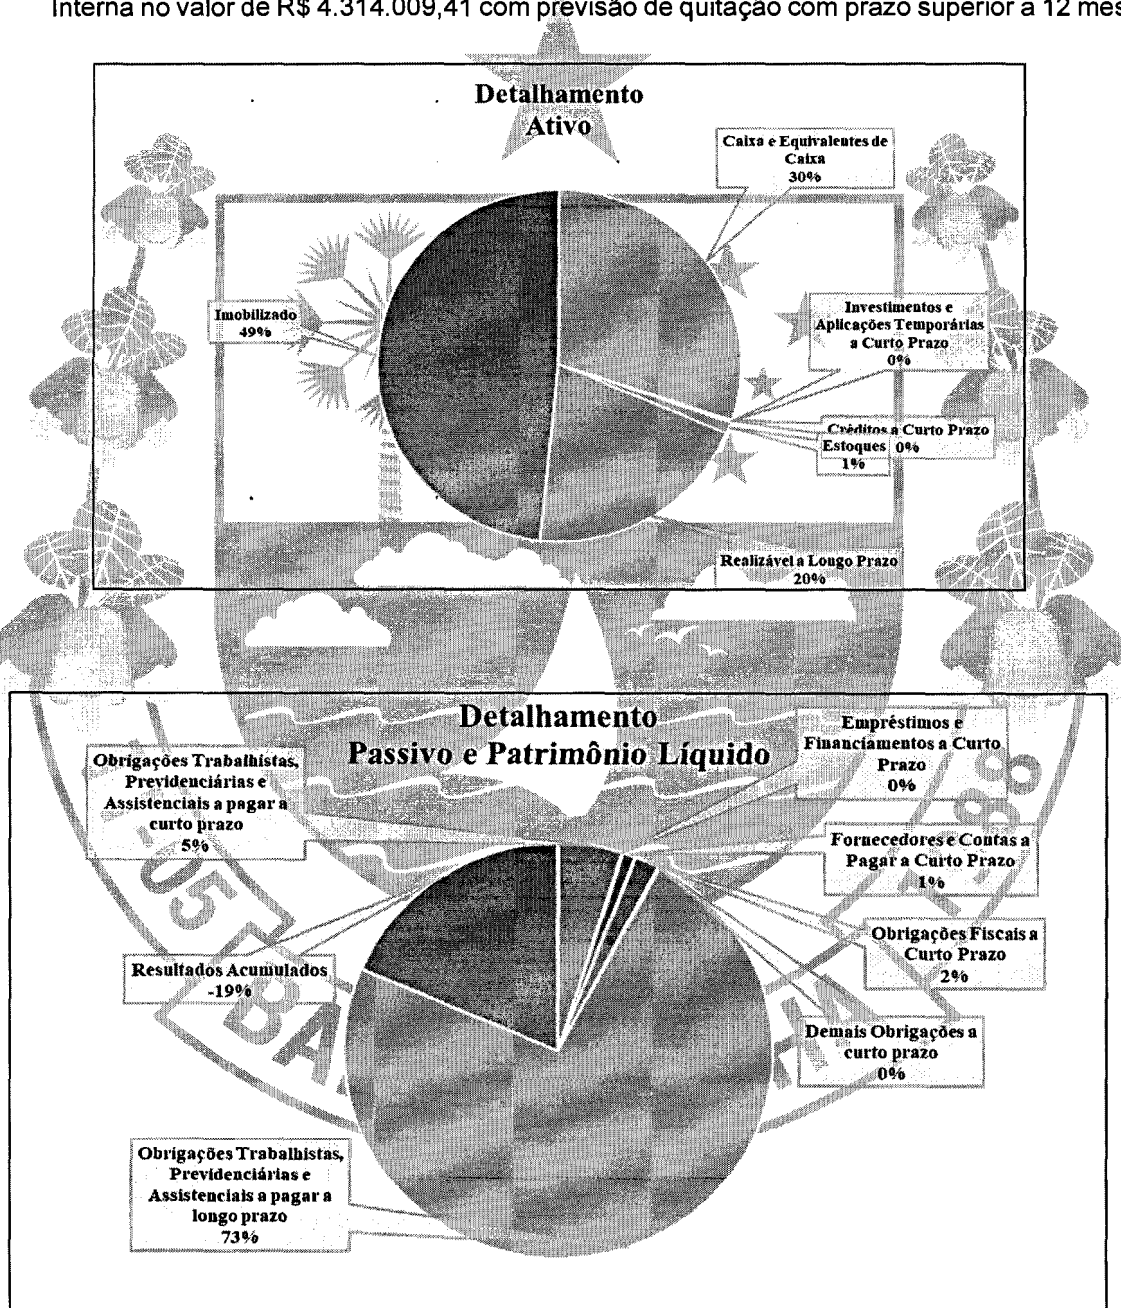 Interna no valor de R$ 4.314.009,41 com previsão de quitação com prazo superior a 12 mes
Detalhamento
Ativo
Caixa e Equivalentes de
Caixa
30%
Imobilizado
49%
Investimentos e
Aplicações Temporárias
a Curto Prazo
0%
Créditos a Curto Prazo
0%
Estoques
1%
Realizável a Longo Prazo
20%
Detalhamento
Passivo e Patrimônio Líquido
Obrigações Trabalhistas,
Previdenciárias e
Assistenciais a pagar a
curto prazo
5%
Empréstimos e
Financiamentos a Curto
Prazo
0%
Fornecedores e Contas a
Pagar a Curto Prazo
1%
Obrigações Fiscais a
Curto Prazo
2%
Resultados Acumulados
-19%
Demais Obrigações a
curto prazo
0%
Obrigações Trabalhistas,
Previdenciárias e
Assistenciais a pagar a
longo prazo
73%
-05
BA